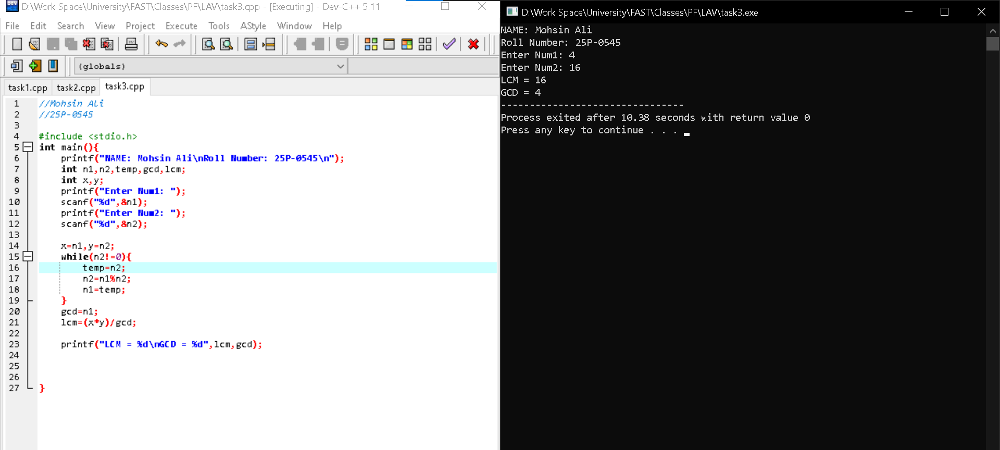 D:\Work Space\University\FAST\Classes\PF\LAV\task3.cpp - [Executing] - Dev-C++ 5.11
File Edit Search View Project Execute Tools AStyle Window Help
(globals)
task1.cpp task2.cpp task3.cpp
1 //Mohsin Ali
2 //25P-0545
3
4 #include <stdio.h>
5 int main(){
6 printf("NAME: Mohsin Ali\nRoll Number: 25P-0545\n");
7 int n1,n2,temp,gcd,lcm;
8 int x,y;
9 printf("Enter Num1: ");
10 scanf("%d",&n1);
11 printf("Enter Num2: ");
12 scanf("%d",&n2);
13
14 x=n1,y=n2;
15 while(n2!=0){
16 temp=n2;
17 n2=n1%n2;
18 n1=temp;
19 }
20 gcd=n1;
21 lcm=(x*y)/gcd;
22
23 printf("LCM = %d\nGCD = %d",lcm,gcd);
24
25
26
27 }
D:\Work Space\University\FAST\Classes\PF\LAV\task3.exe
NAME: Mohsin Ali
Roll Number: 25P-0545
Enter Num1: 4
Enter Num2: 16
LCM = 16
GCD = 4
--------------------------------
Process exited after 10.38 seconds with return value 0
Press any key to continue . . .